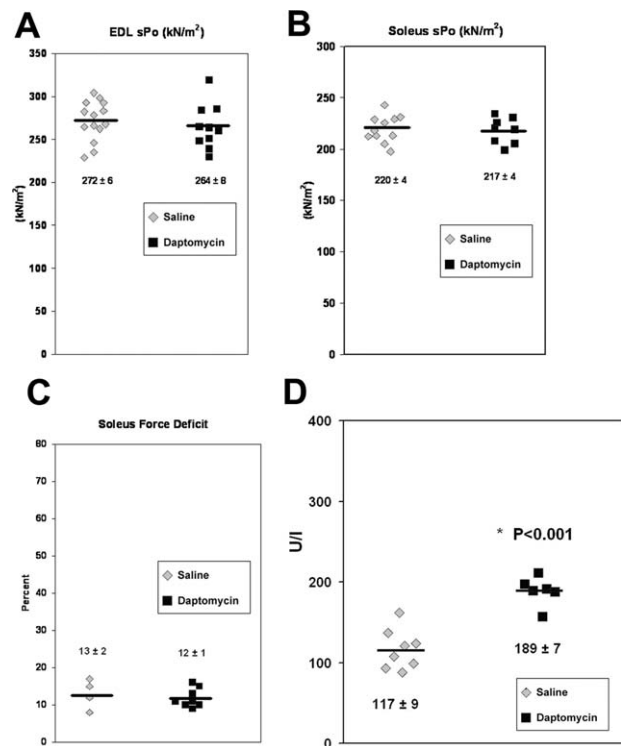 A
EDL sPo (kN/m²)
350
300
250
200
150
100
50
0
(kN/m²)
272 ± 6
264 ± 8
Saline
Daptomycin
B
Soleus sPo (kN/m²)
300
250
200
150
100
50
0
(kN/m²)
220 ± 4
217 ± 4
Saline
Daptomycin
C
Soleus Force Deficit
80
70
60
50
40
30
20
10
0
Percent
13 ± 2
12 ± 1
Saline
Daptomycin
D
400
300
200
100
0
U/l
* P<0.001
117 ± 9
189 ± 7
Saline
Daptomycin